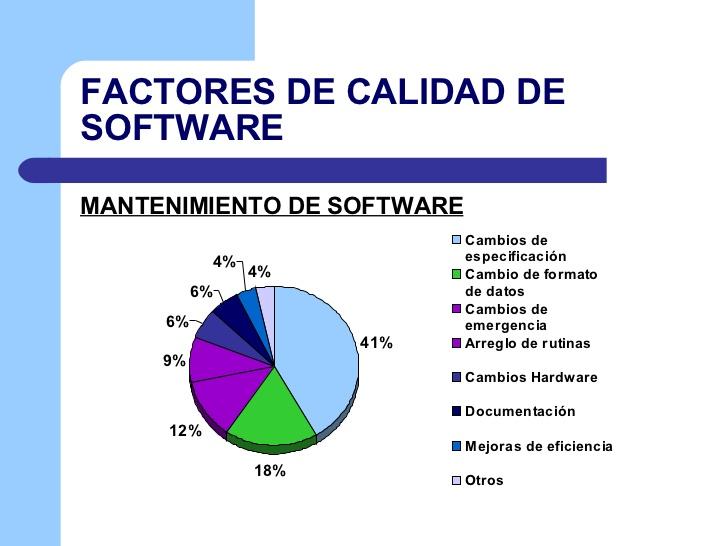 FACTORES DE CALIDAD DE
SOFTWARE
MANTENIMIENTO DE SOFTWARE
4%
4%
6%
6%
9%
12%
18%
41%
Cambios de
especificación
Cambio de formato
de datos
Cambios de
emergencia
Arreglo de rutinas
Cambios Hardware
Documentación
Mejoras de eficiencia
Otros